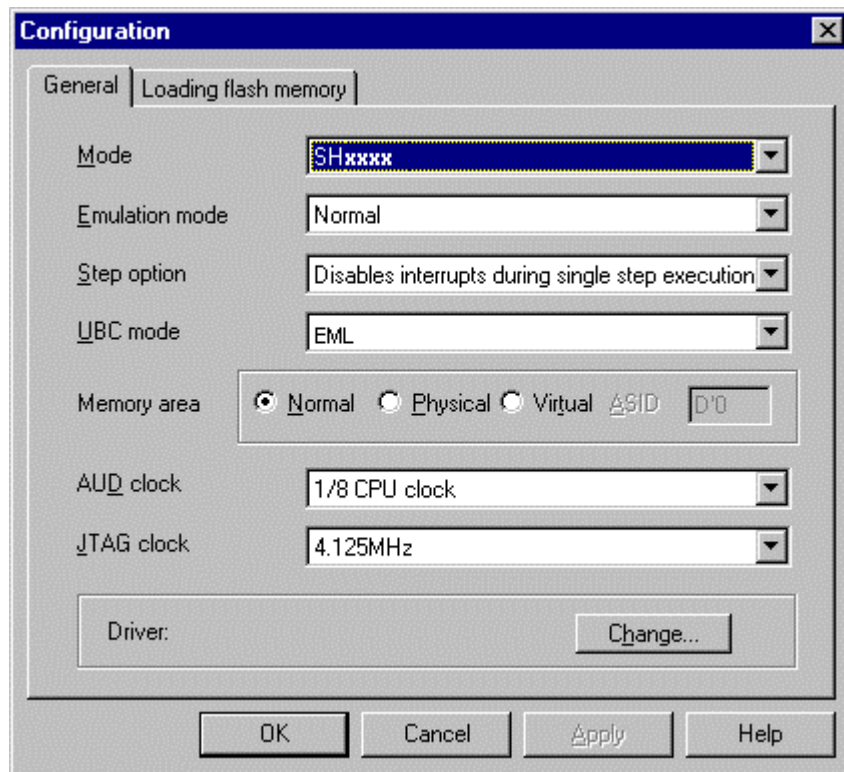 Configuration
General Loading flash memory
Mode SHxxxx
Emulation mode Normal
Step option Disables interrupts during single step execution
UBC mode EML
Memory area Normal Physical Virtual ASID D'0
AUD clock 1/8 CPU clock
JTAG clock 4.125MHz
Driver: Change...
OK Cancel Apply Help